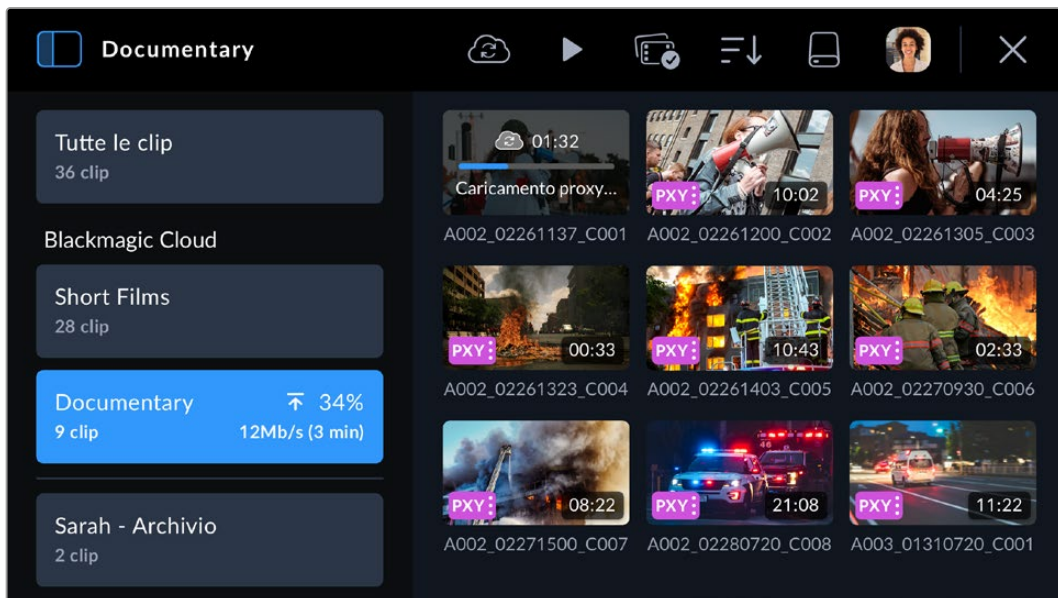 Documentary
Tutte le clip
36 clip
Blackmagic Cloud
Short Films
28 clip
Documentary 34%
9 clip 12Mb/s (3 min)
Sarah - Archivio
2 clip
01:32
Caricamento proxy...
PXY 10:02
PXY 04:25
A002_02261137_C001 A002_02261200_C002 A002_02261305_C003
PXY 00:33
PXY 10:43
PXY 02:33
A002_02261323_C004 A002_02261403_C005 A002_02270930_C006
PXY 08:22
PXY 21:08
PXY 11:22
A002_02271500_C007 A002_02280720_C008 A003_01310720_C001